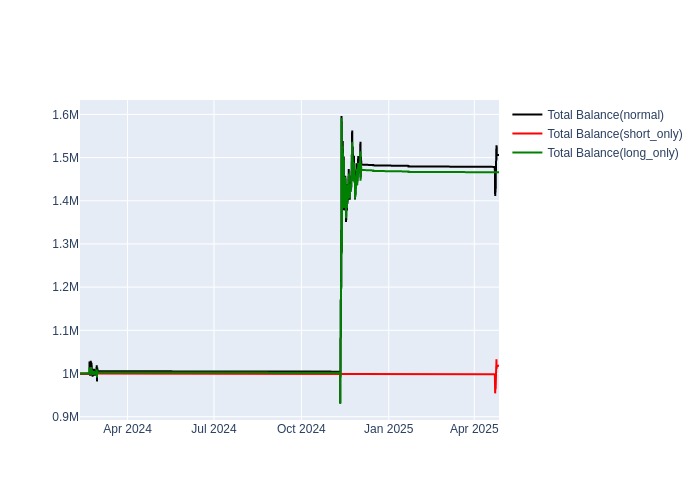 1.6M
1.5M
1.4M
1.3M
1.2M
1.1M
1M
0.9M
Apr 2024
Jul 2024
Oct 2024
Jan 2025
Apr 2025
Total Balance(normal)
Total Balance(short_only)
Total Balance(long_only)